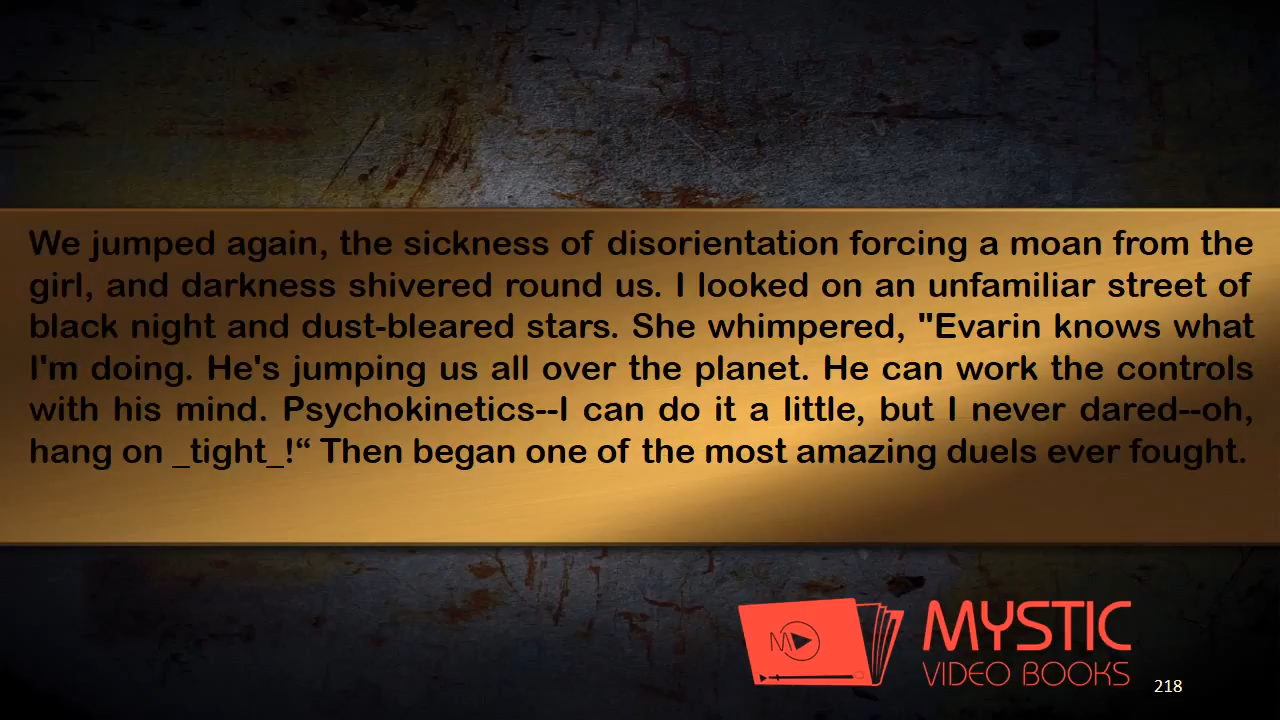 We jumped again, the sickness of disorientation forcing a moan from the
girl, and darkness shivered round us. I looked on an unfamiliar street of
black night and dust-bleared stars. She whimpered, "Evarin knows what
I'm doing. He's jumping us all over the planet. He can work the controls
with his mind. Psychokinetics--I can do it a little, but I never dared--oh,
hang on _tight_!“ Then began one of the most amazing duels ever fought.
MYSTIC
VIDEO BOOKS
218